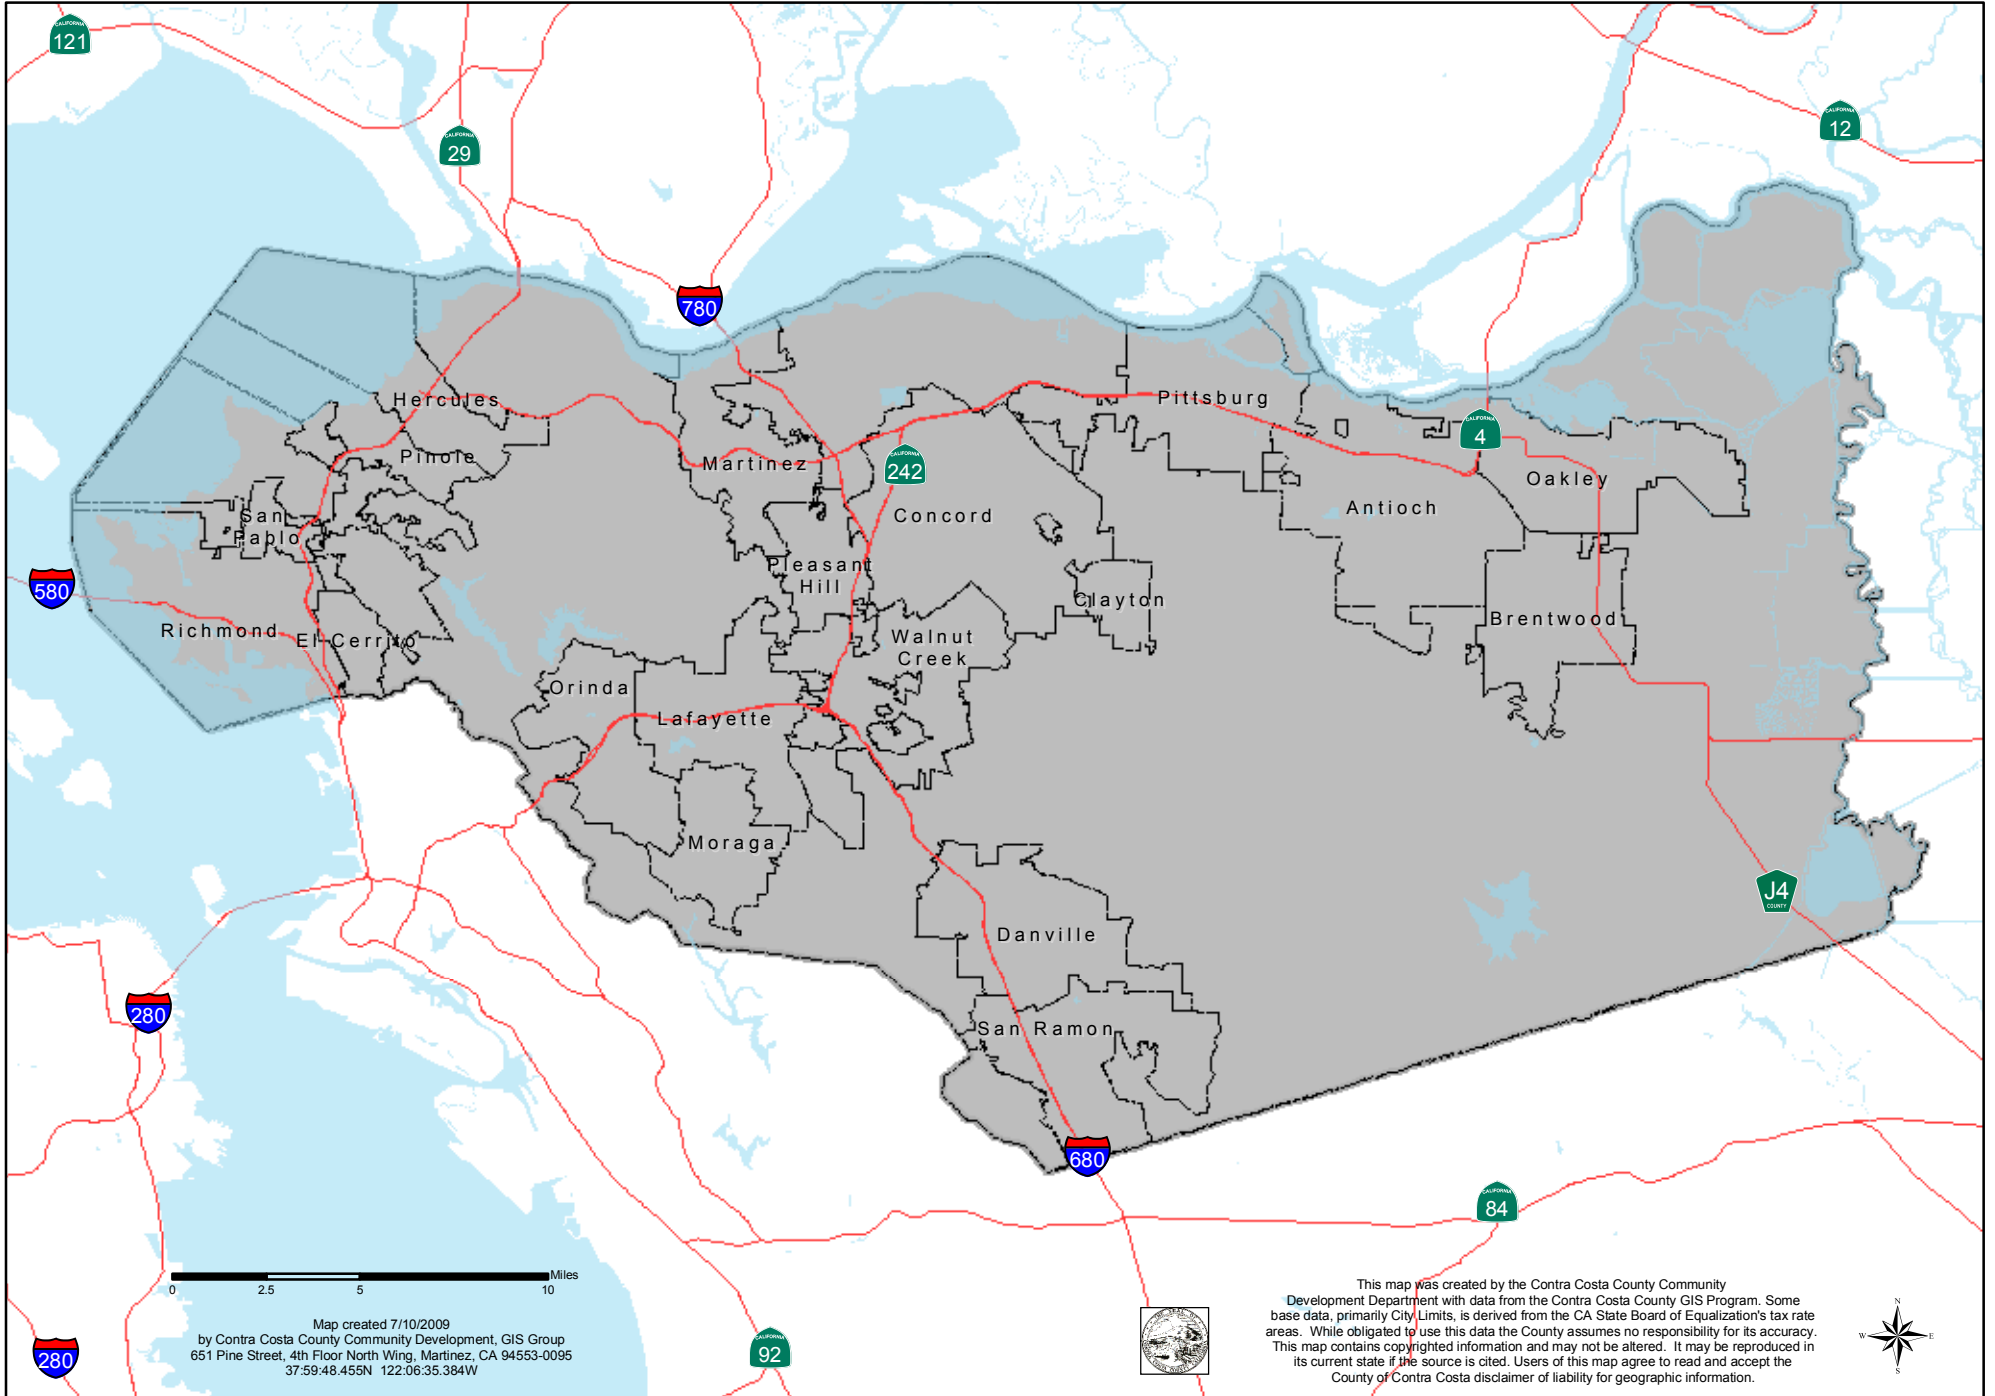 CALIFORNIA
121
CALIFORNIA
29
CALIFORNIA
12
780
Hercules
Pittsburg
CALIFORNIA
4
Pinole
Martinez
CALIFORNIA
242
Oakley
San
Pablo
Concord
Antioch
580
Pleasant
Hill
Clayton
Richmond
El Cerrito
Walnut
Creek
Brentwood
Orinda
Lafayette
Moraga
J4
COUNTY
Danville
280
San Ramon
680
CALIFORNIA
84
Miles
0 2.5 5 10
Map created 7/10/2009
by Contra Costa County Community Development, GIS Group
651 Pine Street, 4th Floor North Wing, Martinez, CA 94553-0095
37:59:48.455N 122:06:35.384W
280
CALIFORNIA
92
This map was created by the Contra Costa County Community
Development Department with data from the Contra Costa County GIS Program. Some
base data, primarily City Limits, is derived from the CA State Board of Equalization's tax rate
areas. While obligated to use this data the County assumes no responsibility for its accuracy.
This map contains copyrighted information and may not be altered. It may be reproduced in
its current state if the source is cited. Users of this map agree to read and accept the
County of Contra Costa disclaimer of liability for geographic information.
N
W E
S